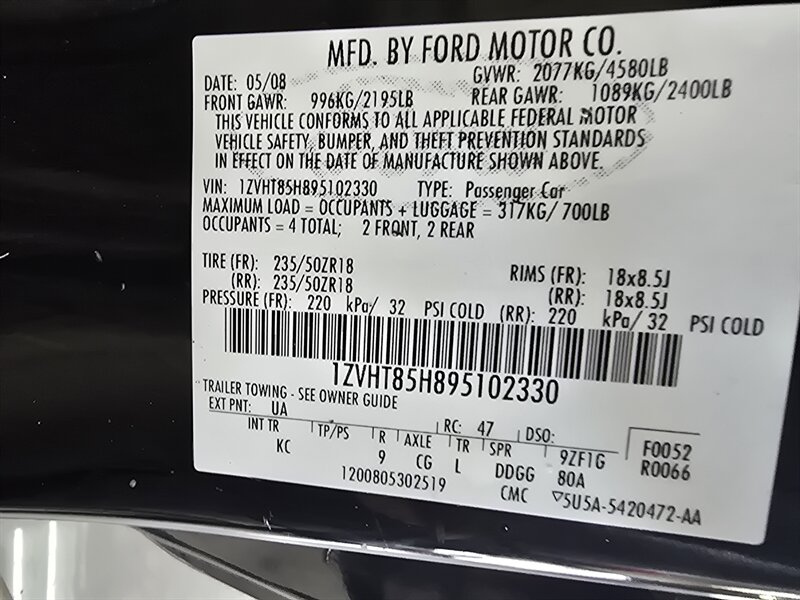 MFD. BY FORD MOTOR CO.
DATE: 05/08 GVWR: 2077KG/4580LB
FRONT GAWR: 996KG/2195LB REAR GAWR: 1089KG/2400LB
THIS VEHICLE CONFORMS TO ALL APPLICABLE FEDERAL MOTOR
VEHICLE SAFETY, BUMPER, AND THEFT PREVENTION STANDARDS
IN EFFECT ON THE DATE OF MANUFACTURE SHOWN ABOVE.
VIN: 1ZVHT85H895102330 TYPE: Passenger Car
MAXIMUM LOAD = OCCUPANTS + LUGGAGE = 317KG/ 700LB
OCCUPANTS = 4 TOTAL; 2 FRONT, 2 REAR
TIRE (FR): 235/50ZR18 RIMS (FR): 18x8.5J
(RR): 235/50ZR18 (RR): 18x8.5J
PRESSURE (FR): 220 kPa/ 32 PSI COLD (RR): 220 kPa/ 32 PSI COLD
1ZVHT85H895102330
TRAILER TOWING - SEE OWNER GUIDE
EXT PNT: UA RC: 47 DSO: F0052
INT TR TP/PS R AXLE TR SPR 9ZF1G R0066
KC 9 CG L DDGG 80A
1200805302519 CMC ▽5U5A-5420472-AA